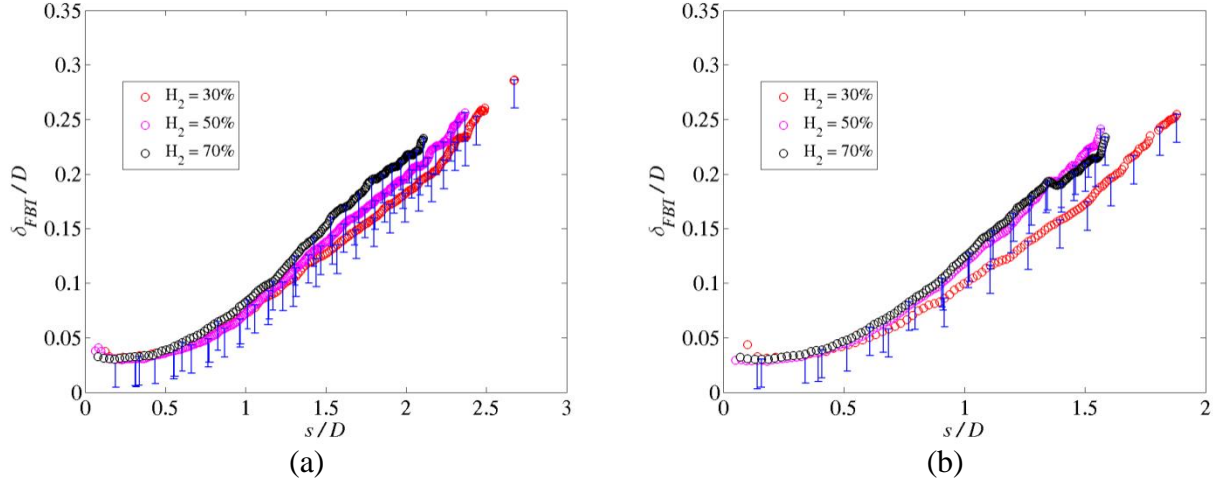 0.35
0.3
0.25
0.2
0.15
0.1
0.05
0
δ_FBT / D
H₂ = 30%
H₂ = 50%
H₂ = 70%
0 0.5 1 1.5 2 2.5 3
s / D
(a)
0.35
0.3
0.25
0.2
0.15
0.1
0.05
0
δ_FBT / D
H₂ = 30%
H₂ = 50%
H₂ = 70%
0 0.5 1 1.5 2
s / D
(b)